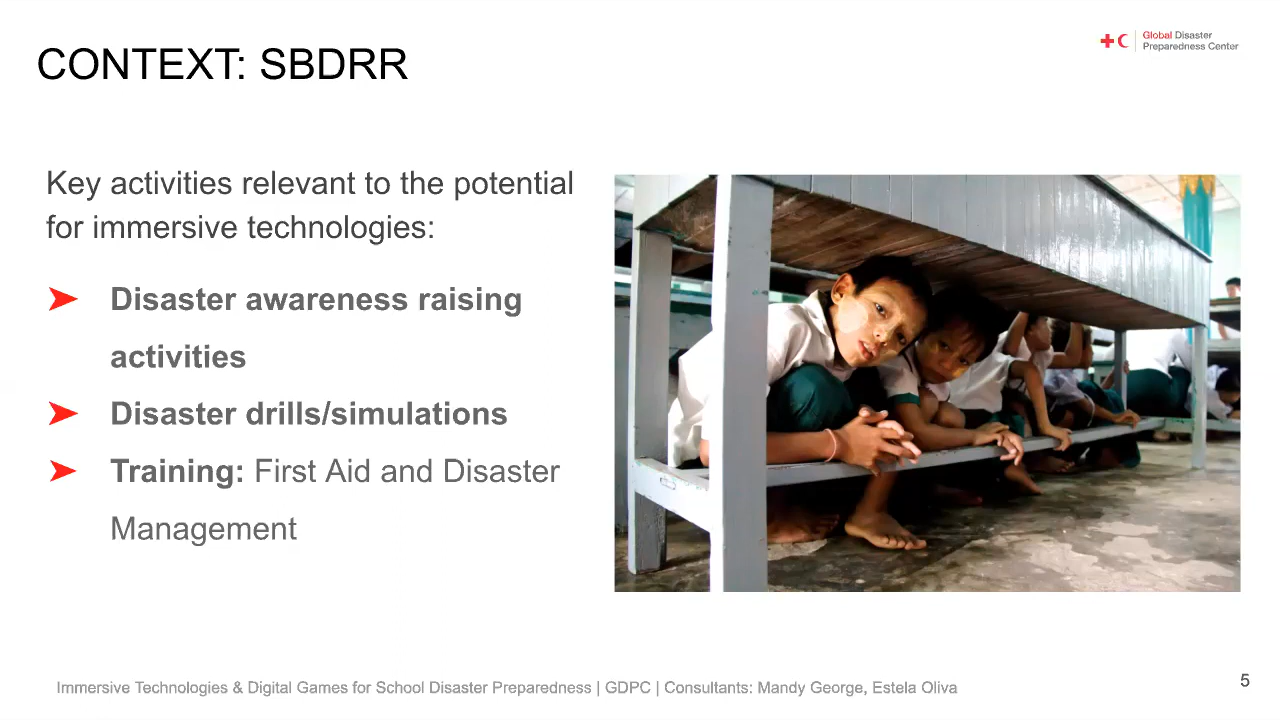 CONTEXT: SBDRR
Global Disaster
Preparedness Center
Key activities relevant to the potential
for immersive technologies:
Disaster awareness raising
activities
Disaster drills/simulations
Training: First Aid and Disaster
Management
Immersive Technologies & Digital Games for School Disaster Preparedness | GDPC | Consultants: Mandy George, Estela Oliva
5